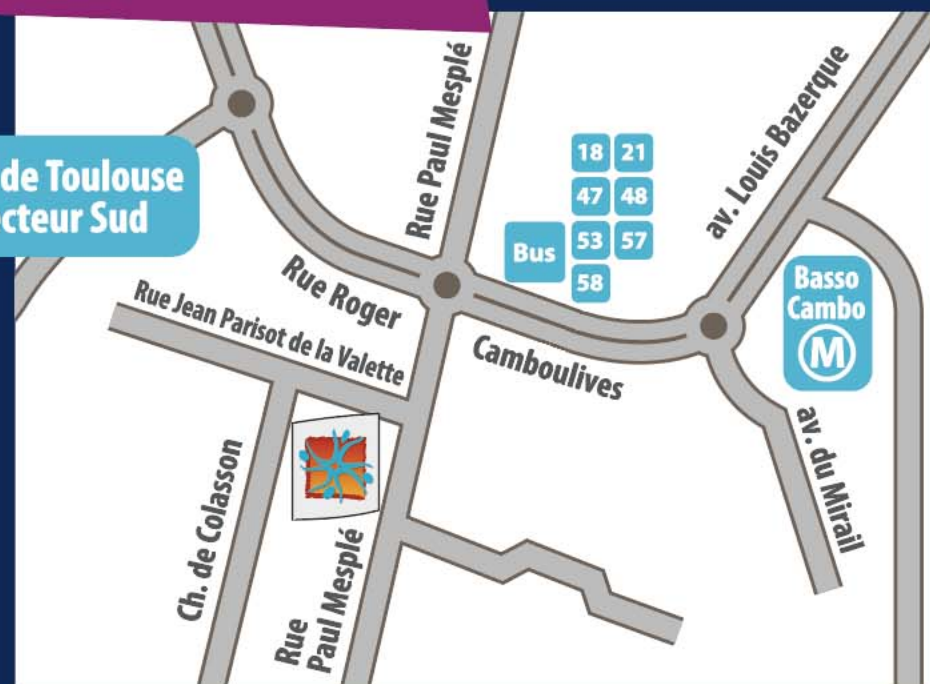 de Toulouse
cteur Sud
Rue Paul Mesplé
av. Louis Bazerque
18 21
47 48
Bus 53 57
58
Basso
Cambo
M
Rue Roger
Camboulives
Rue Jean Parisot de la Valette
Ch. de Colasson
Rue
Paul Mesplé
av. du Mirail